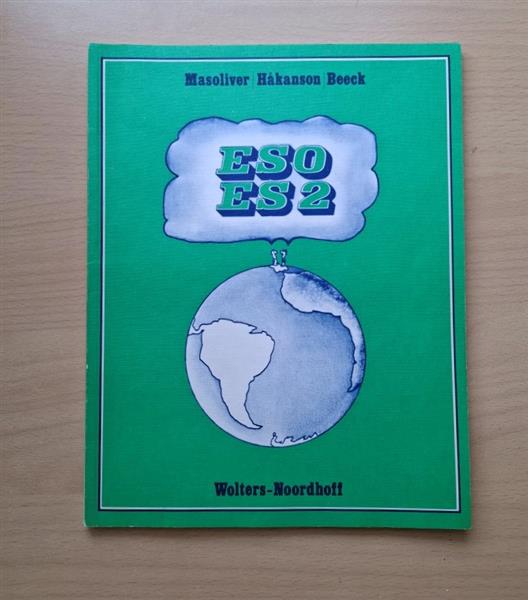 Masoliver | Håkanson | Beeck
ESO
ES 2
Wolters-Noordhoff